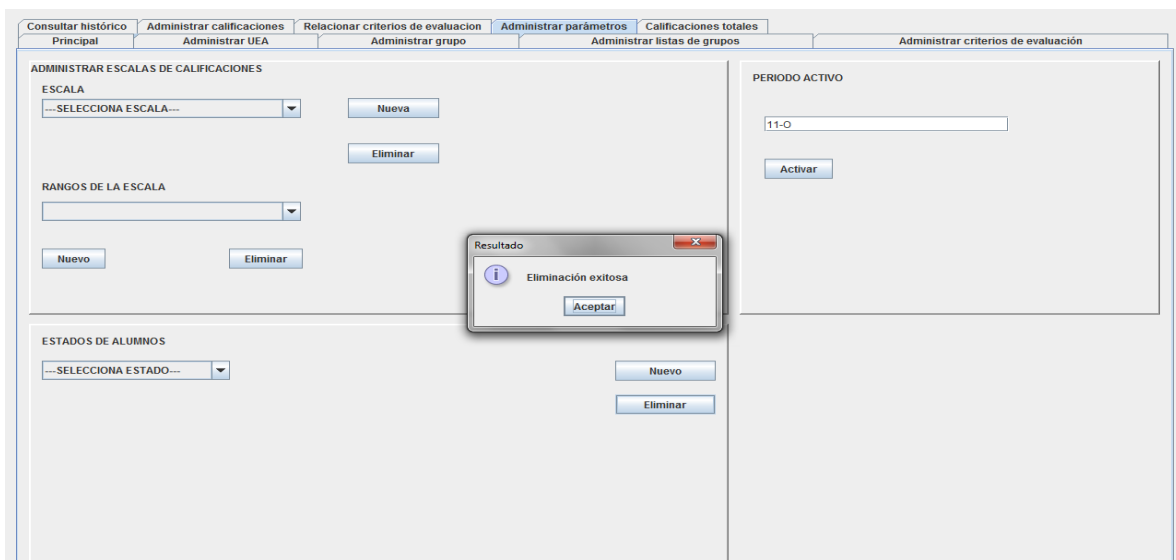 Consultar histórico Administrar calificaciones Relacionar criterios de evaluacion Administrar parámetros Calificaciones totales
Principal Administrar UEA Administrar grupo Administrar listas de grupos Administrar criterios de evaluación
ADMINISTRAR ESCALAS DE CALIFICACIONES
ESCALA
---SELECCIONA ESCALA---
Nueva
Eliminar
RANGOS DE LA ESCALA
Nuevo Eliminar
PERIODO ACTIVO
11-O
Activar
Resultado
Eliminación exitosa
Aceptar
ESTADOS DE ALUMNOS
---SELECCIONA ESTADO---
Nuevo
Eliminar